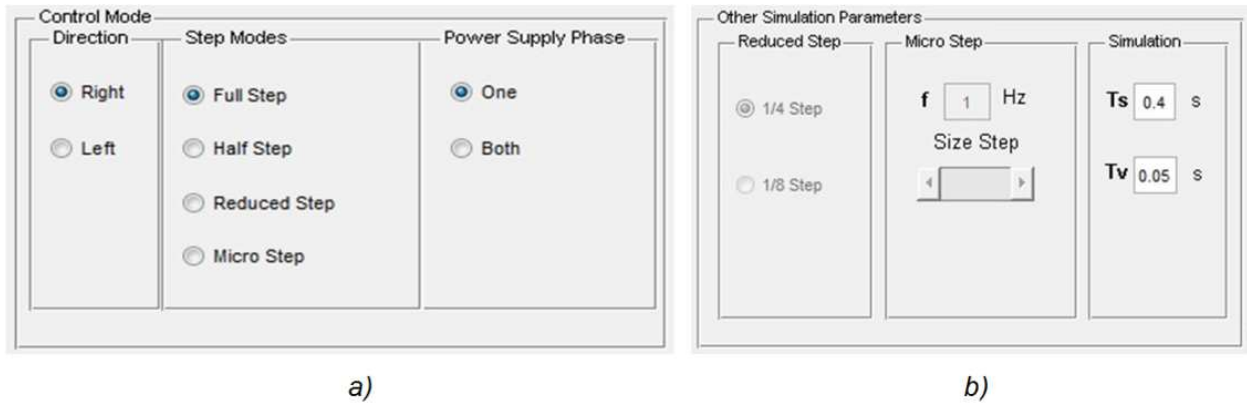 Control Mode
Direction
Right
Left
Step Modes
Full Step
Half Step
Reduced Step
Micro Step
Power Supply Phase
One
Both
a)
Other Simulation Parameters
Reduced Step
1/4 Step
1/8 Step
Micro Step
f 1 Hz
Size Step
Simulation
Ts 0.4 s
Tv 0.05 s
b)